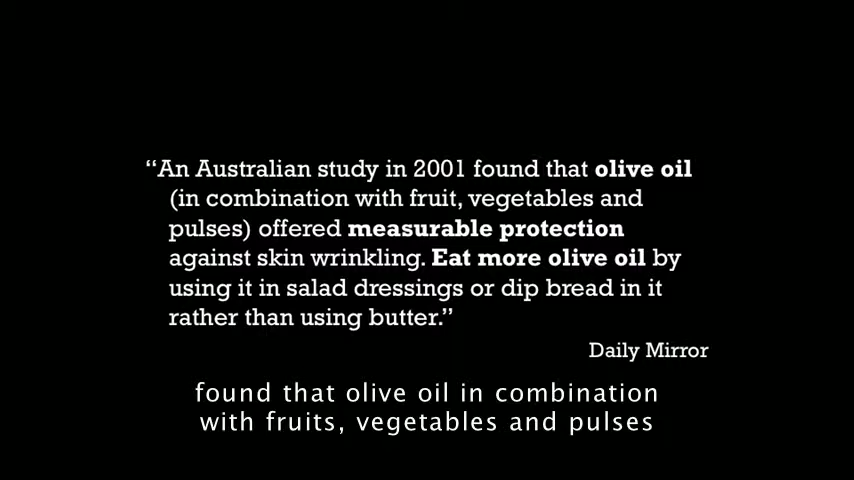 “An Australian study in 2001 found that olive oil
(in combination with fruit, vegetables and
pulses) offered measurable protection
against skin wrinkling. Eat more olive oil by
using it in salad dressings or dip bread in it
rather than using butter.”
Daily Mirror
found that olive oil in combination
with fruits, vegetables and pulses